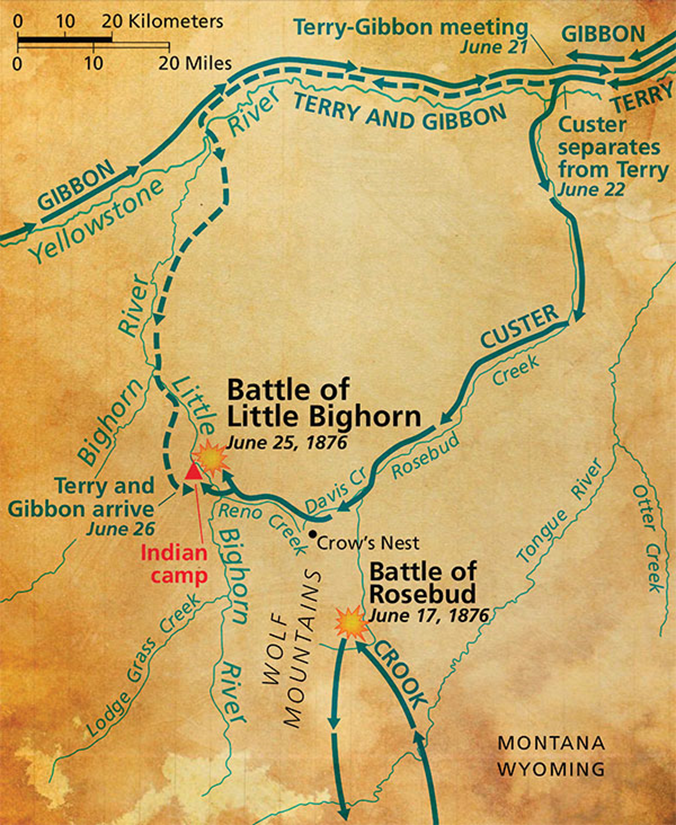 0 10 20 Kilometers
0 10 20 Miles
Terry-Gibbon meeting
June 21
GIBBON
TERRY
River
TERRY AND GIBBON
Custer
separates
from Terry
June 22
GIBBON
Yellowstone
River
CUSTER
Creek
Bighorn
Little
Battle of
Little Bighorn
June 25, 1876
Rosebud
Davis Cr
Terry and
Gibbon arrive
June 26
Reno Creek
Tongue River
Otter Creek
Indian
camp
Bighorn
Crow's Nest
Battle of
Rosebud
June 17, 1876
WOLF
MOUNTAINS
CROOK
Lodge Grass Creek
River
MONTANA
WYOMING